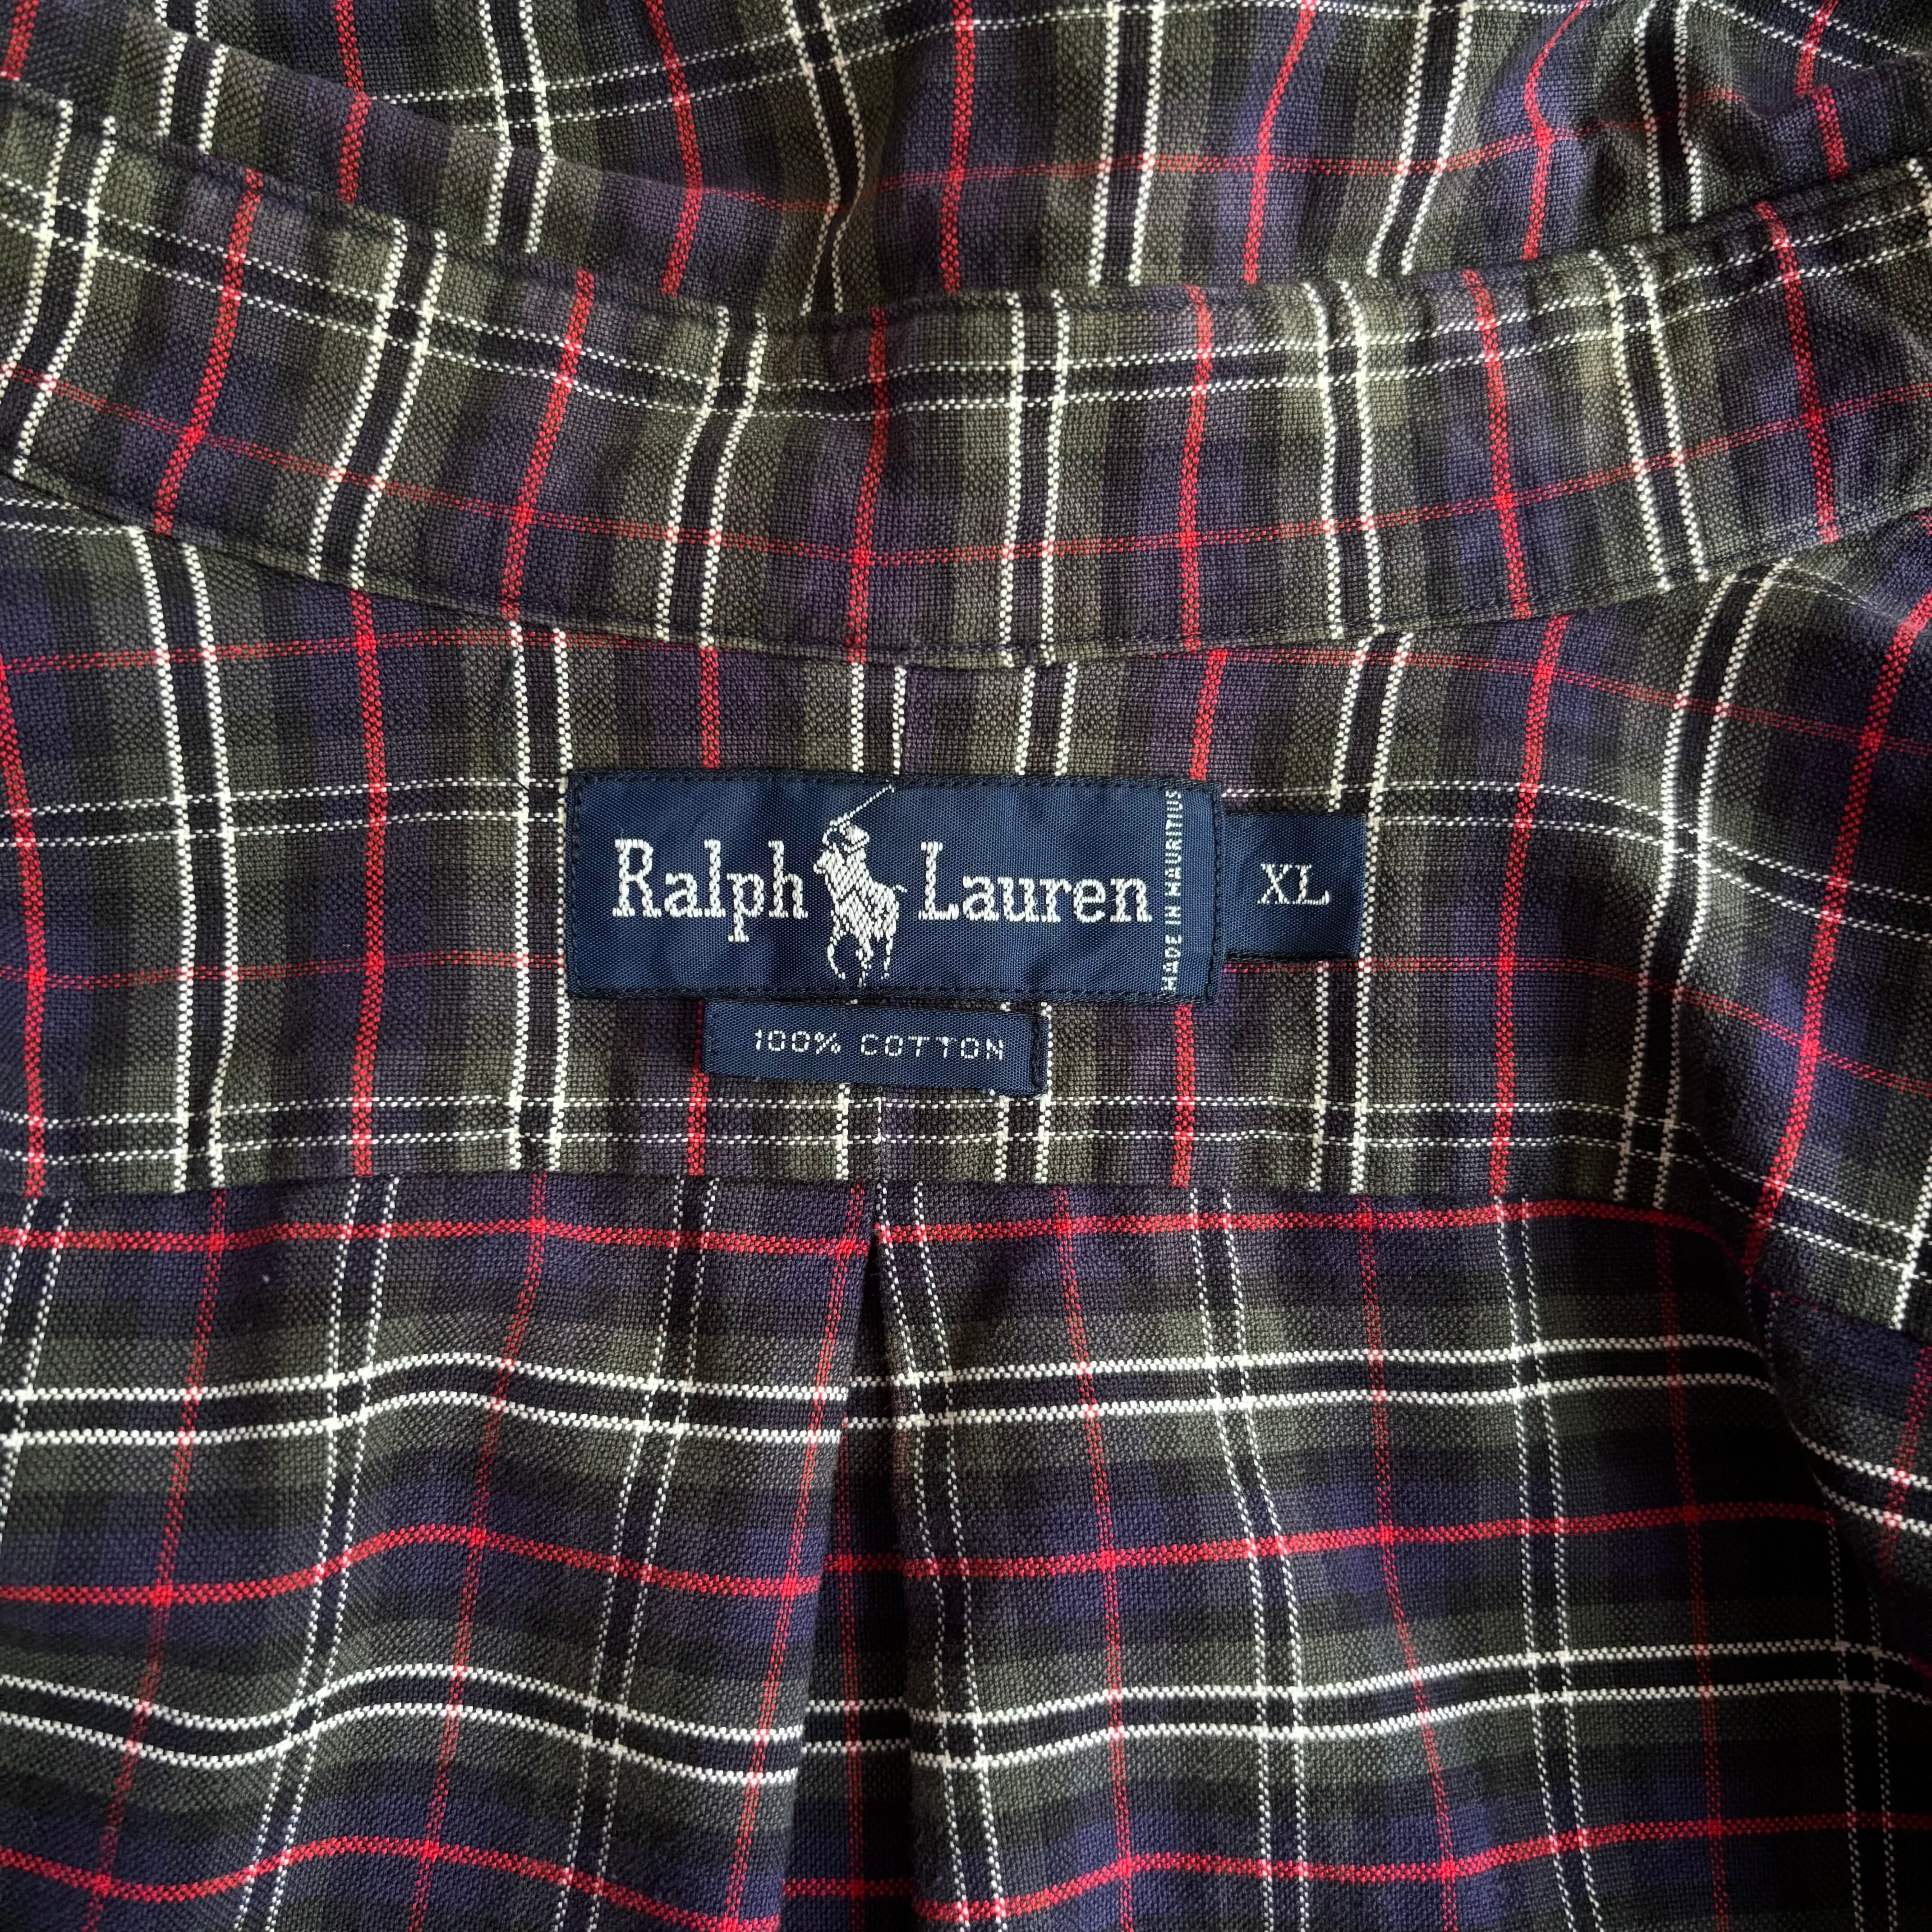 Ralph Lauren
MADE IN MAURITIUS
XL
100% COTTON